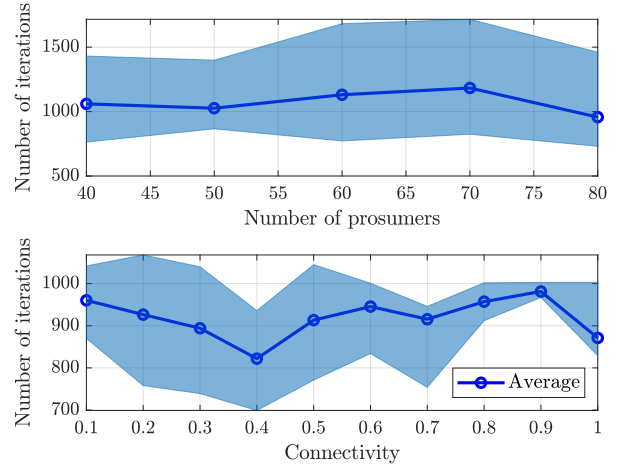 Number of iterations
1500
1000
500
40 45 50 55 60 65 70 75 80
Number of prosumers
Number of iterations
1000
900
800
700
Average
0.1 0.2 0.3 0.4 0.5 0.6 0.7 0.8 0.9 1
Connectivity